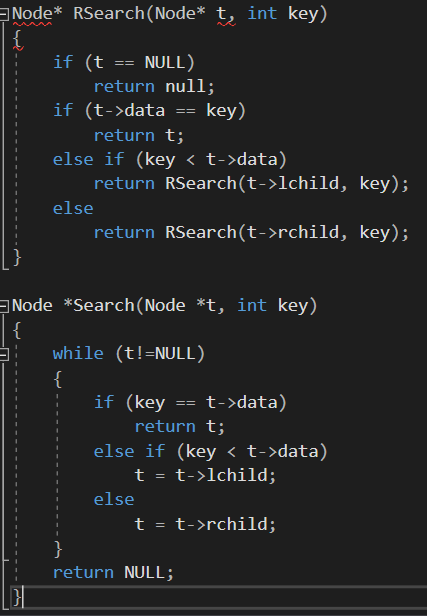 Node* RSearch(Node* t, int key)
{
    if (t == NULL)
        return null;
    if (t->data == key)
        return t;
    else if (key < t->data)
        return RSearch(t->lchild, key);
    else
        return RSearch(t->rchild, key);
}
Node *Search(Node *t, int key)
{
    while (t!=NULL)
    {
        if (key == t->data)
            return t;
        else if (key < t->data)
            t = t->lchild;
        else
            t = t->rchild;
    }
    return NULL;
}